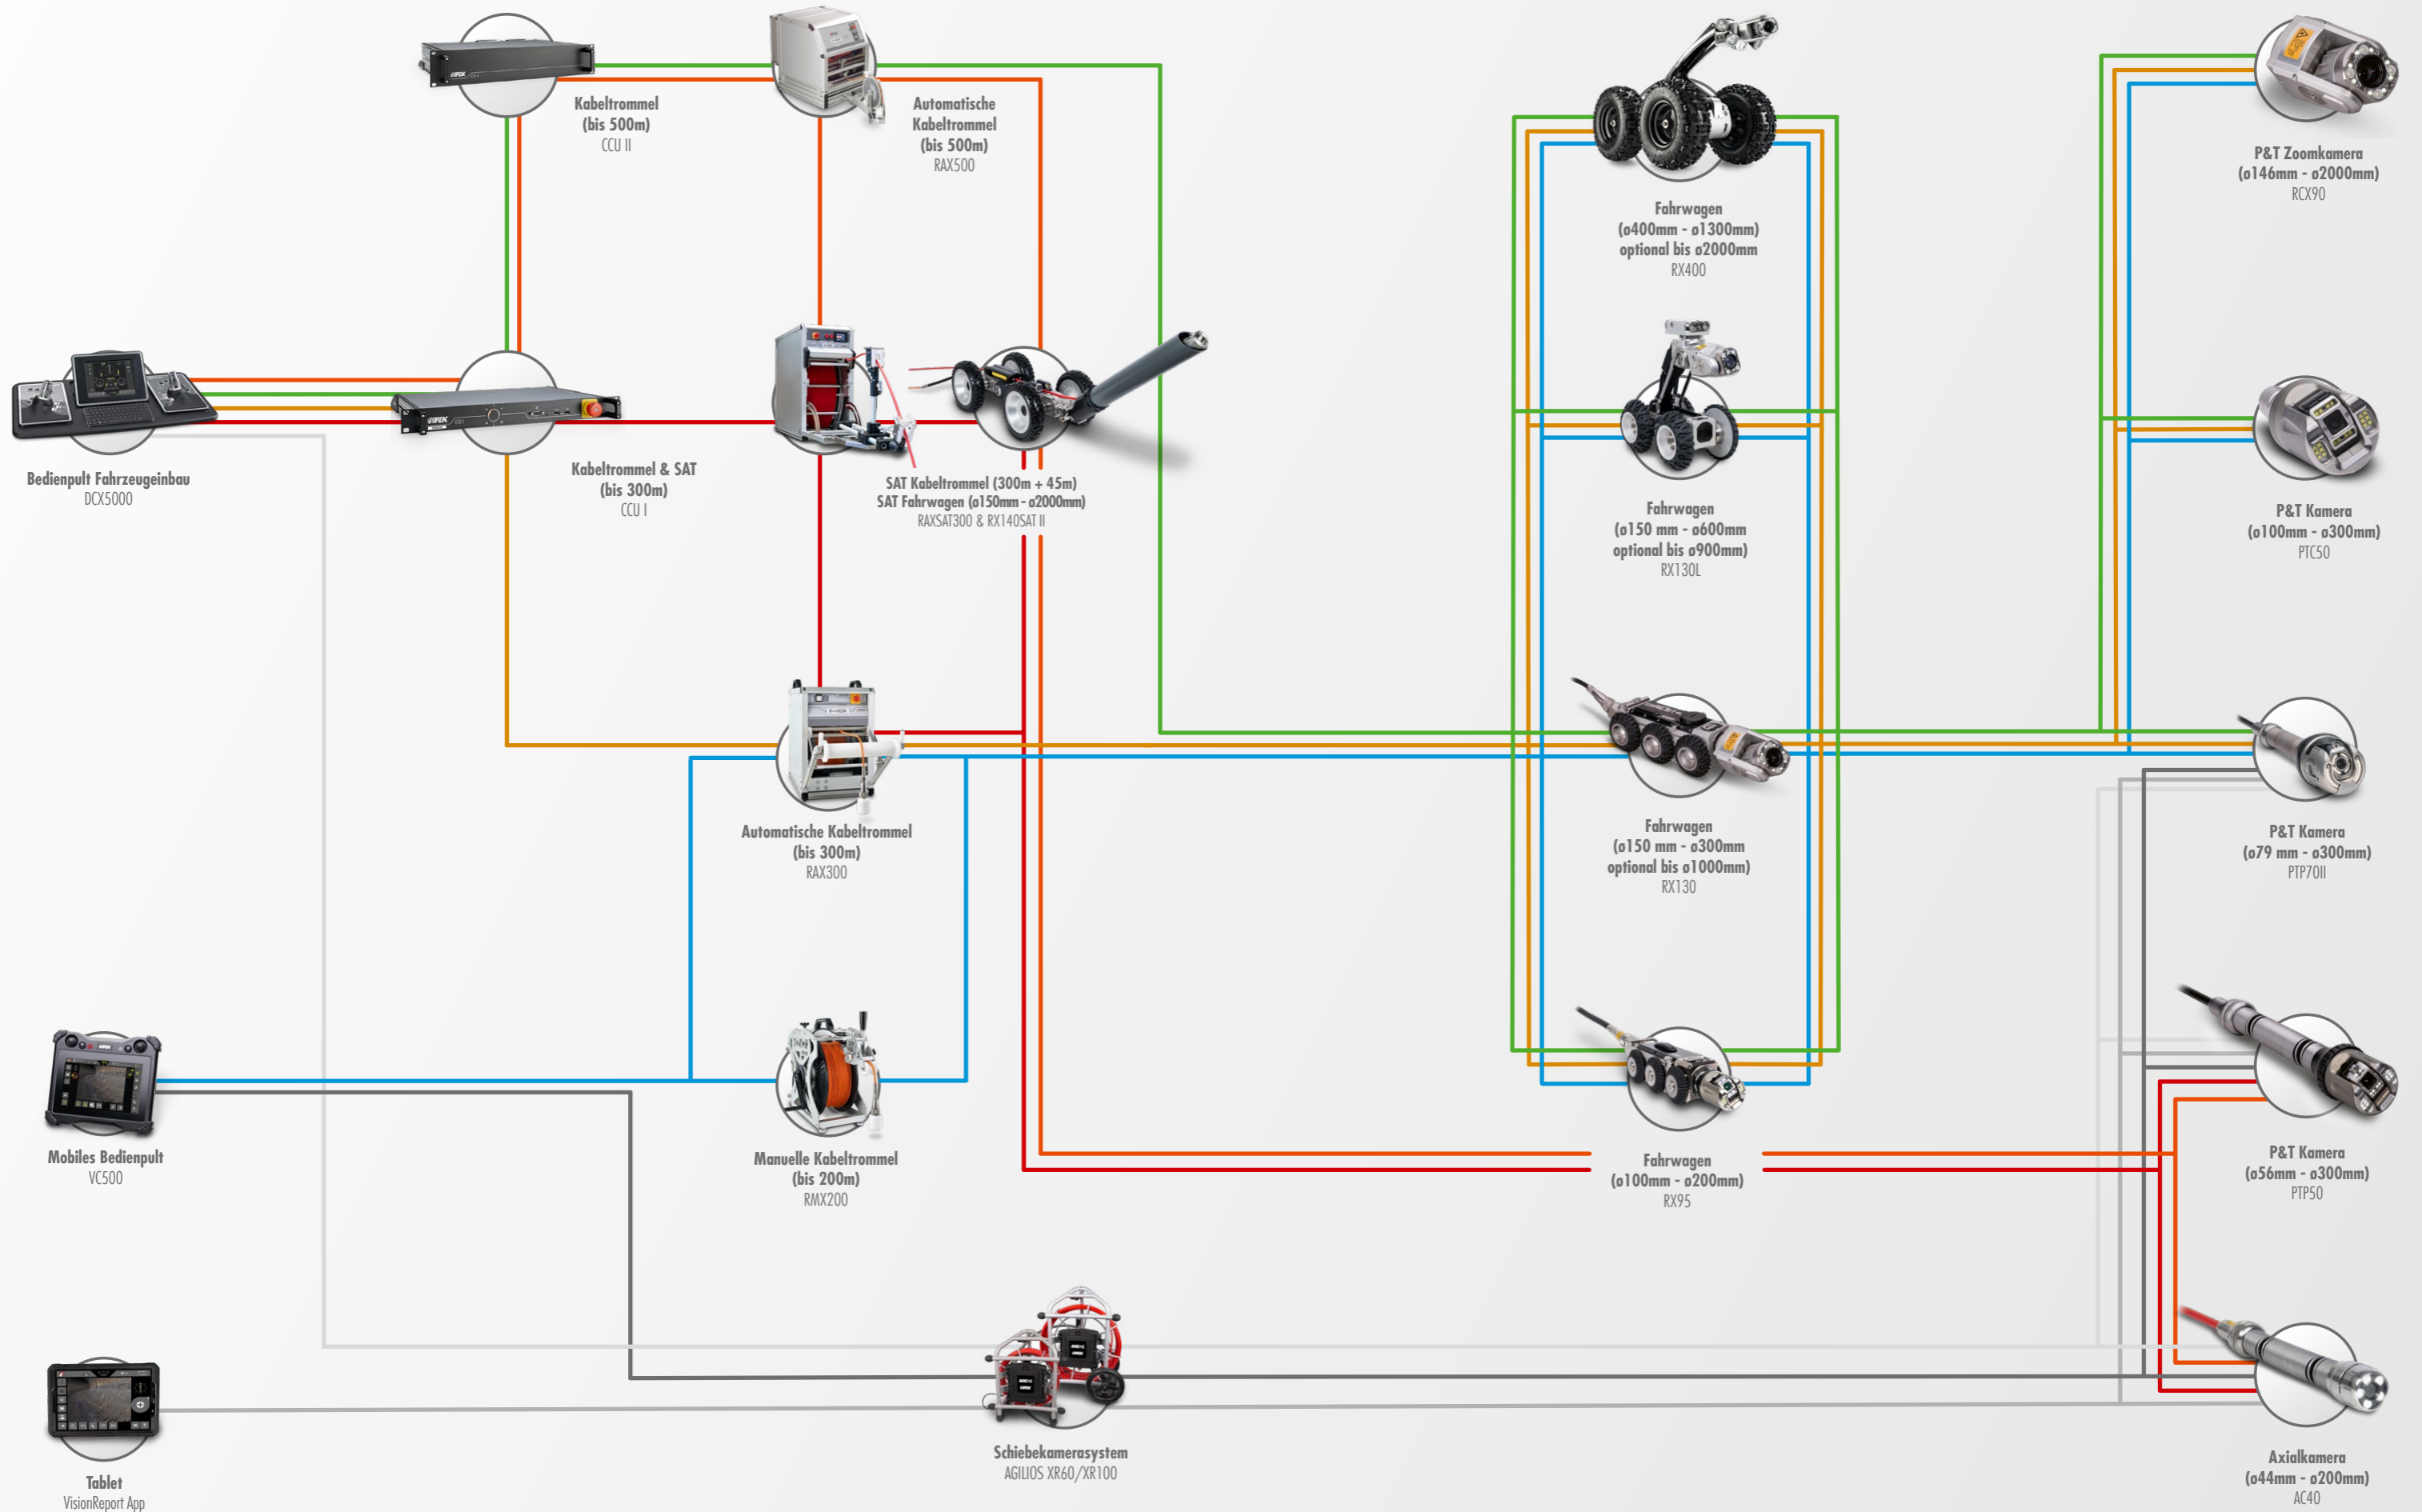 Kabeltrommel
(bis 500m)
CCU II
Automatische
Kabeltrommel
(bis 500m)
RAX500
Fahrwagen
(ø400mm - ø1300mm)
optional bis ø2000mm
RX400
P&T Zoomkamera
(ø146mm - ø2000mm)
RCX90
Bedienpult Fahrzeugeinbau
DCX5000
Kabeltrommel & SAT
(bis 300m)
CCU I
SAT Kabeltrommel (300m + 45m)
SAT Fahrwagen (ø150mm - ø2000mm)
RAXSAT300 & RX140SAT II
Fahrwagen
(ø150 mm - ø600mm
optional bis ø900mm)
RX130L
P&T Kamera
(ø100mm - ø300mm)
PTC50
Automatische Kabeltrommel
(bis 300m)
RAX300
Fahrwagen
(ø150 mm - ø300mm
optional bis ø1000mm)
RX130
P&T Kamera
(ø79 mm - ø300mm)
PTP70II
Mobiles Bedienpult
VC500
Manuelle Kabeltrommel
(bis 200m)
RMX200
Fahrwagen
(ø100mm - ø200mm)
RX95
P&T Kamera
(ø56mm - ø300mm)
PTP50
Tablet
VisionReport App
Schiebekamerasystem
AGILIOS XR60/XR100
Axialkamera
(ø44mm - ø200mm)
AC40